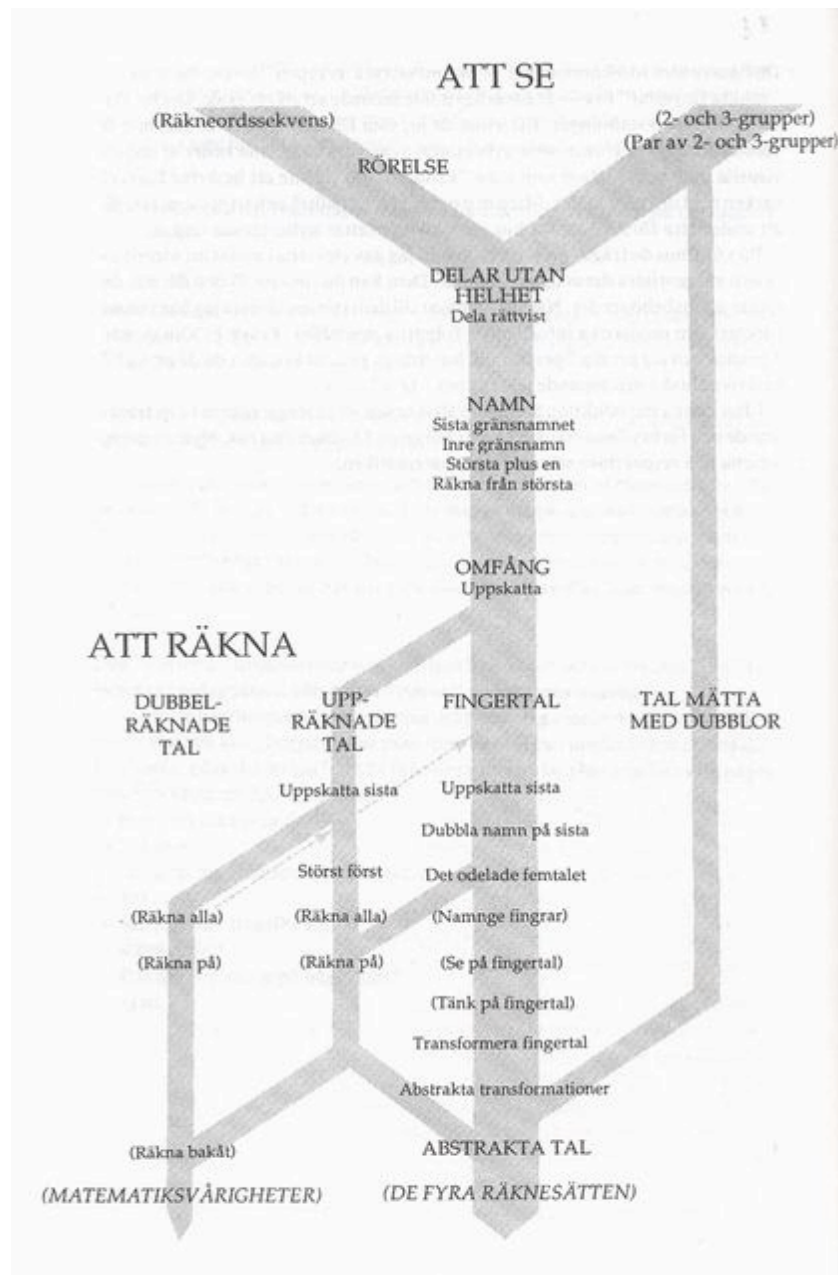 ATT SE
(Räkneordssekvens)
(2- och 3-grupper)
(Par av 2- och 3-grupper)
RÖRELSE
DELAR UTAN
HELHET
Dela rättvist
NAMN
Sista gränsnamnet
Inre gränsnamn
Största plus en
Räkna från största
OMFÅNG
Uppskatta
ATT RÄKNA
DUBBEL-
RÄKNADE
TAL
UPP-
RÄKNADE
TAL
FINGERTAL
TAL MÄTTA
MED DUBBLOR
Uppskatta sista
Uppskatta sista
Dubbla namn på sista
Störst först
Det odelade femtalet
(Räkna alla)
(Räkna alla)
(Namnge fingrar)
(Räkna på)
(Räkna på)
(Se på fingertal)
(Tänk på fingertal)
Transformera fingertal
Abstrakta transformationer
(Räkna bakåt)
ABSTRAKTA TAL
(MATEMATIKSVÅRIGHETER)
(DE FYRA RÄKNESÄTTEN)